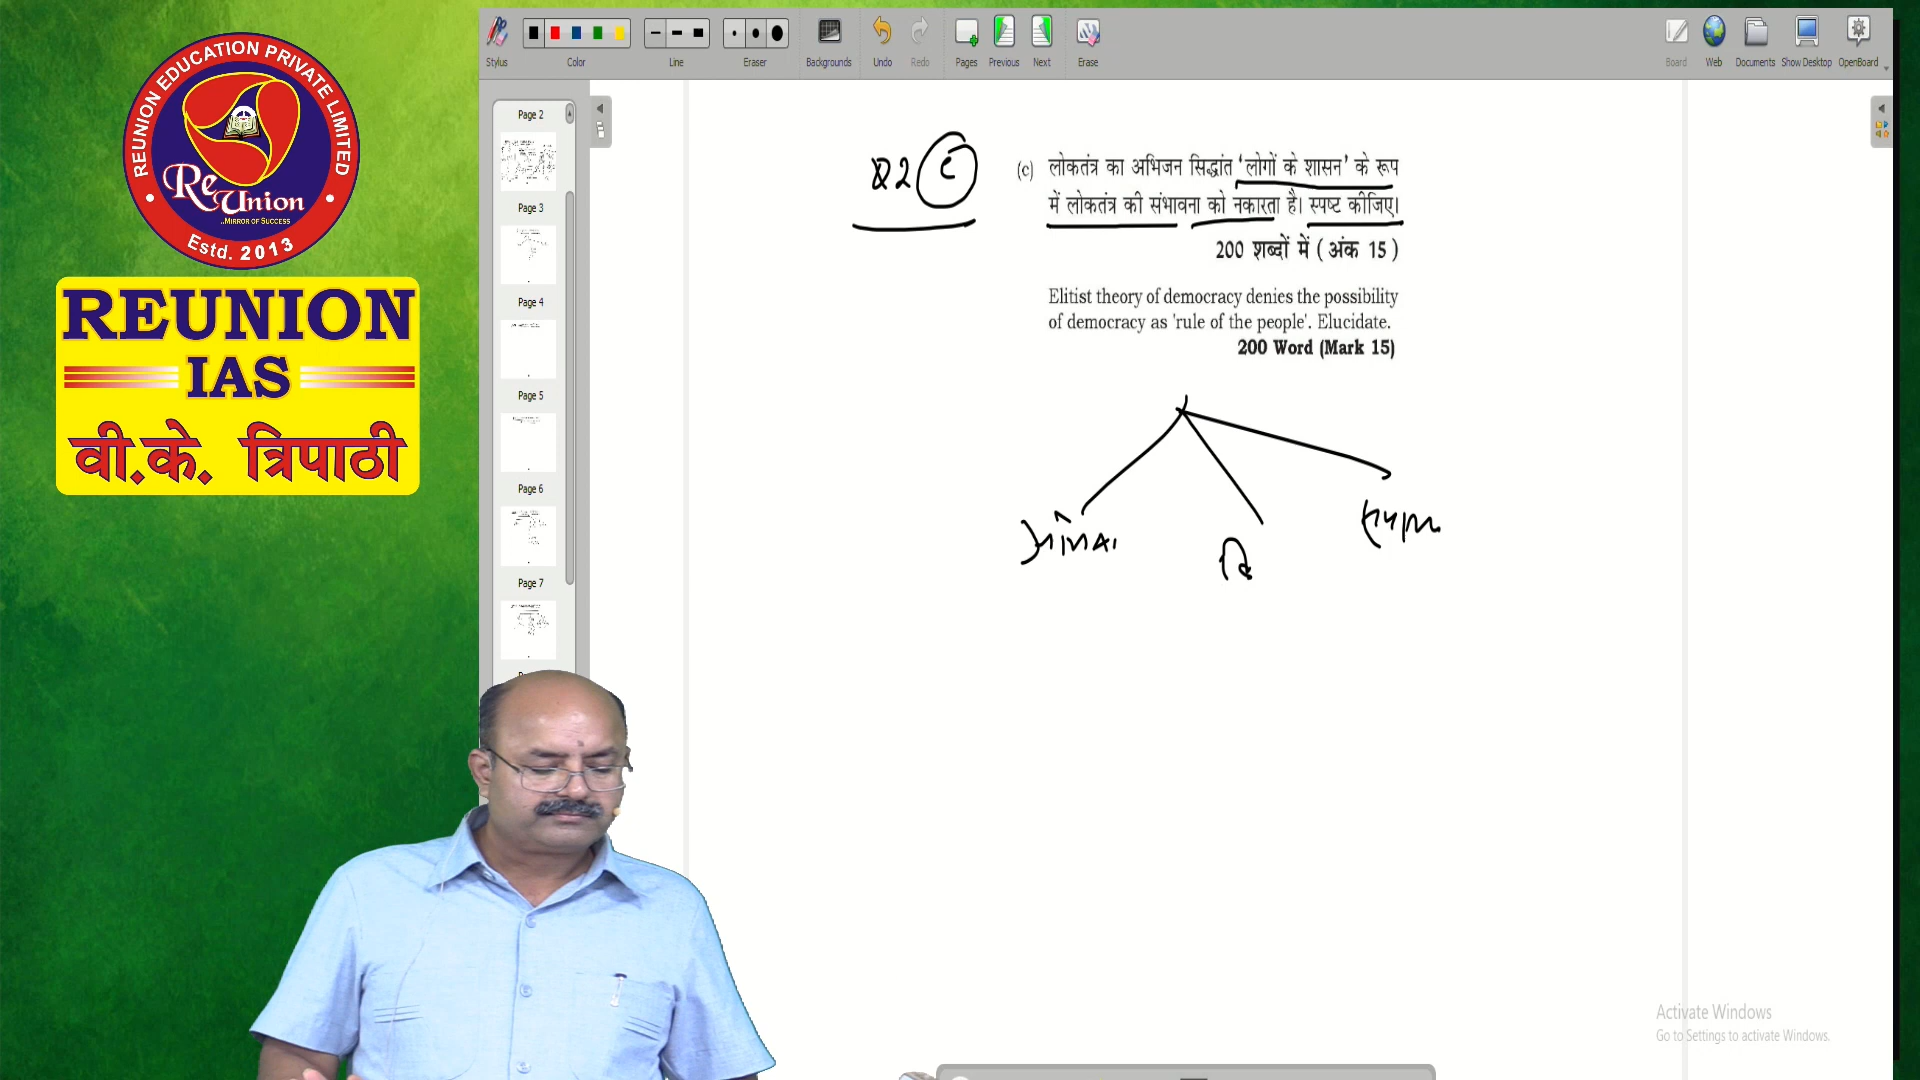 REUNION EDUCATION PRIVATE LIMITED
ReUnion
..MIRROR OF SUCCESS
Estd. 2013
REUNION
IAS
वी.के. त्रिपाठी
Stylus
Color
Line
Eraser
Backgrounds
Undo
Redo
Pages
Previous
Next
Erase
Board
Web
Documents
Show Desktop
OpenBoard
Page 2
Page 3
Page 4
Page 5
Page 6
Page 7
Q2 C
(c) लोकतंत्र का अभिजन सिद्धांत ‘लोगों के शासन’ के रूप
में लोकतंत्र की संभावना को नकारता है। स्पष्ट कीजिए।
200 शब्दों में ( अंक 15 )
Elitist theory of democracy denies the possibility
of democracy as 'rule of the people'. Elucidate.
200 Word (Mark 15)
Activate Windows
Go to Settings to activate Windows.